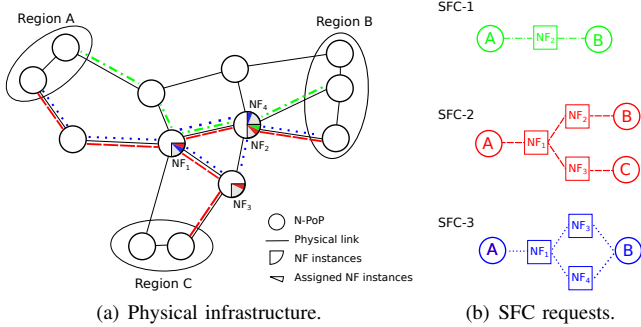 Region A
Region B
NF4
NF1
NF2
NF3
Region C
N-PoP
Physical link
NF instances
Assigned NF instances
(a) Physical infrastructure.
SFC-1
A
NF2
B
SFC-2
A
NF1
NF2
B
NF3
C
SFC-3
A
NF1
NF3
NF4
B
(b) SFC requests.